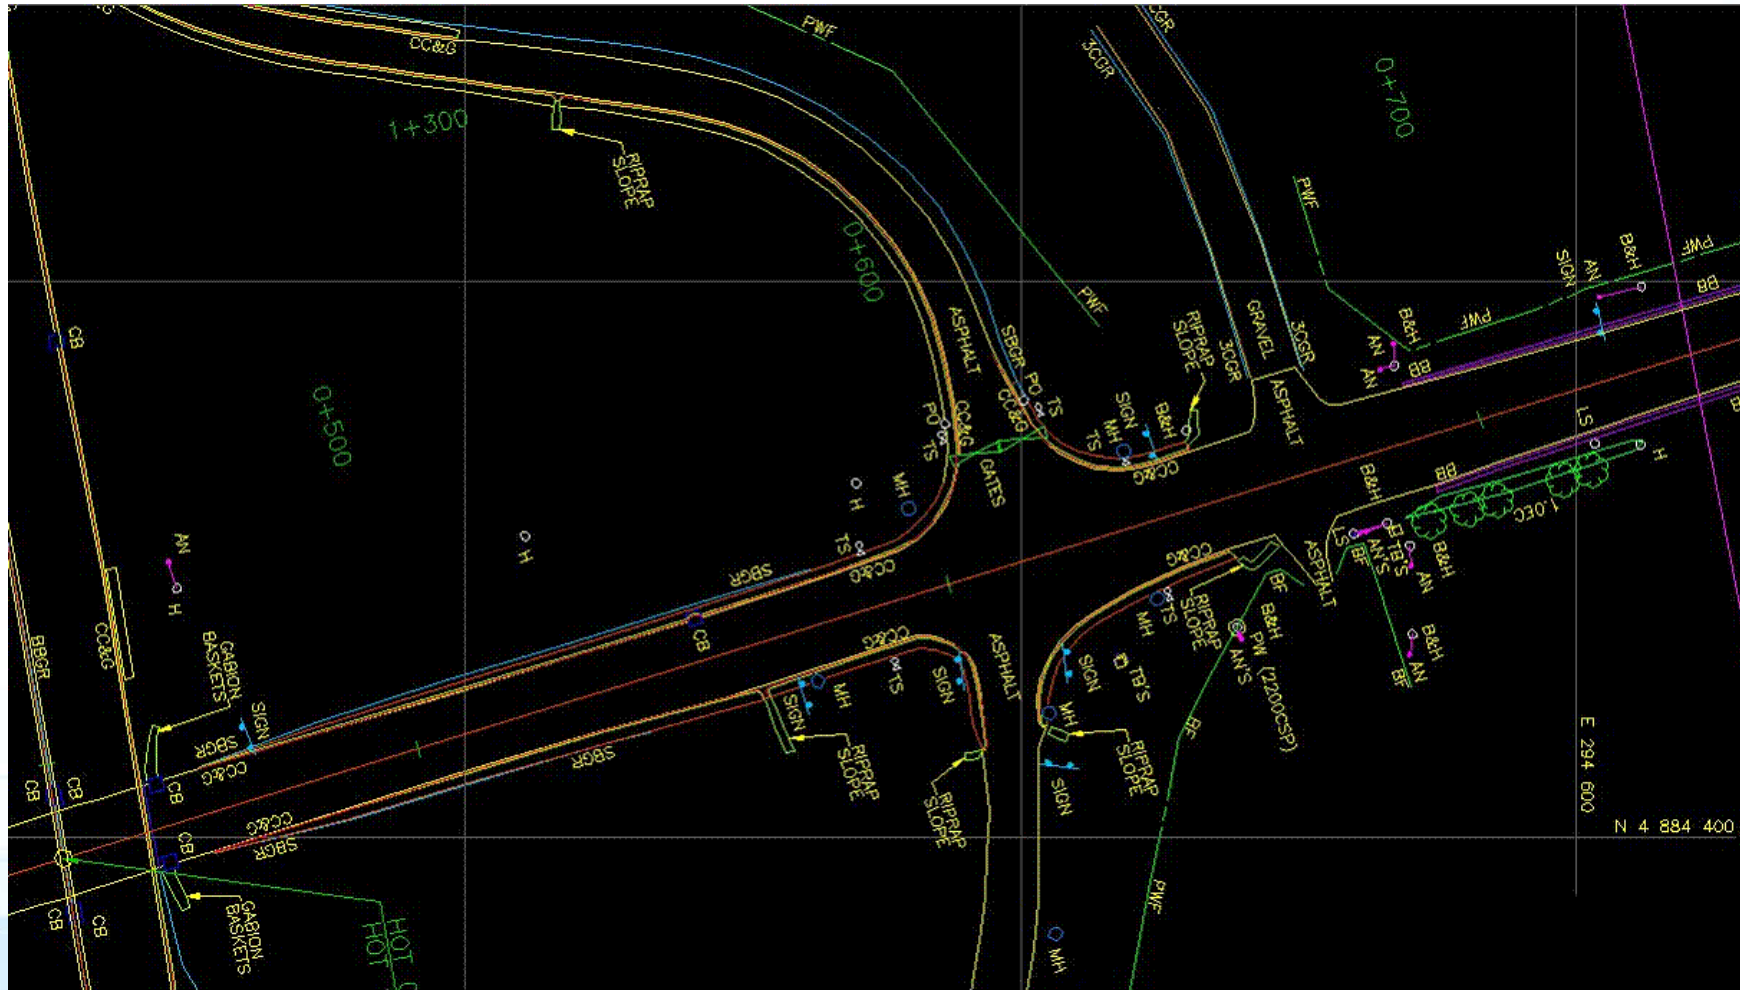 CC&G
PWF
3CGR
CGR
0+700
1+300
RIPRAP
SLOPE
PWF
0+600
B&H
AN
SIGN
PWF
BB
PWF
PWF
CB
ASPHALT
SBGR
RIPRAP
SLOPE
GRAVEL
3CGR
3CGR
B&H
AN
AN
BB
ASPHALT
0+500
PO
TS
CC&G
PO
TS
CC&G
SIGN
MH
TS
B&H
CC&G
LS
H
BB
B&H
GATES
MH
H
H
TS
1.0EC
AN
H
SBGR
CC&G
CC&G
LS
BF
AN'S
TB'S
B&H
AN
ASPHALT
BF
RIPRAP
SLOPE
TS
MH
B&H
PW (2200CSP)
AN'S
B&H
AN
BF
BBGR
CC&G
GABION
BASKETS
CB
CC&G
ASPHALT
SIGN
TS
SIGN
TB'S
MH
SIGN
SIGN
MH
BF
SBGR
SBGR
CC&G
RIPRAP
SLOPE
RIPRAP
SLOPE
RIPRAP
SLOPE
SIGN
E 294 600
N 4 884 400
CB
CB
CB
CC&G
SBGR
CB
PWF
CB
CB
GABION
BASKETS
HOT
HOT
MH